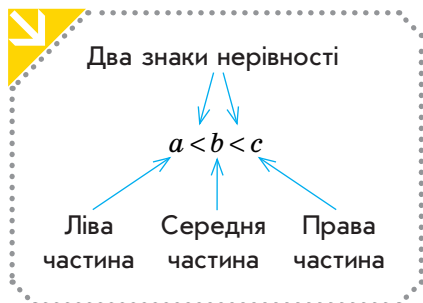 Два знаки нерівності
a < b < c
Ліва Середня Права
частина частина частина